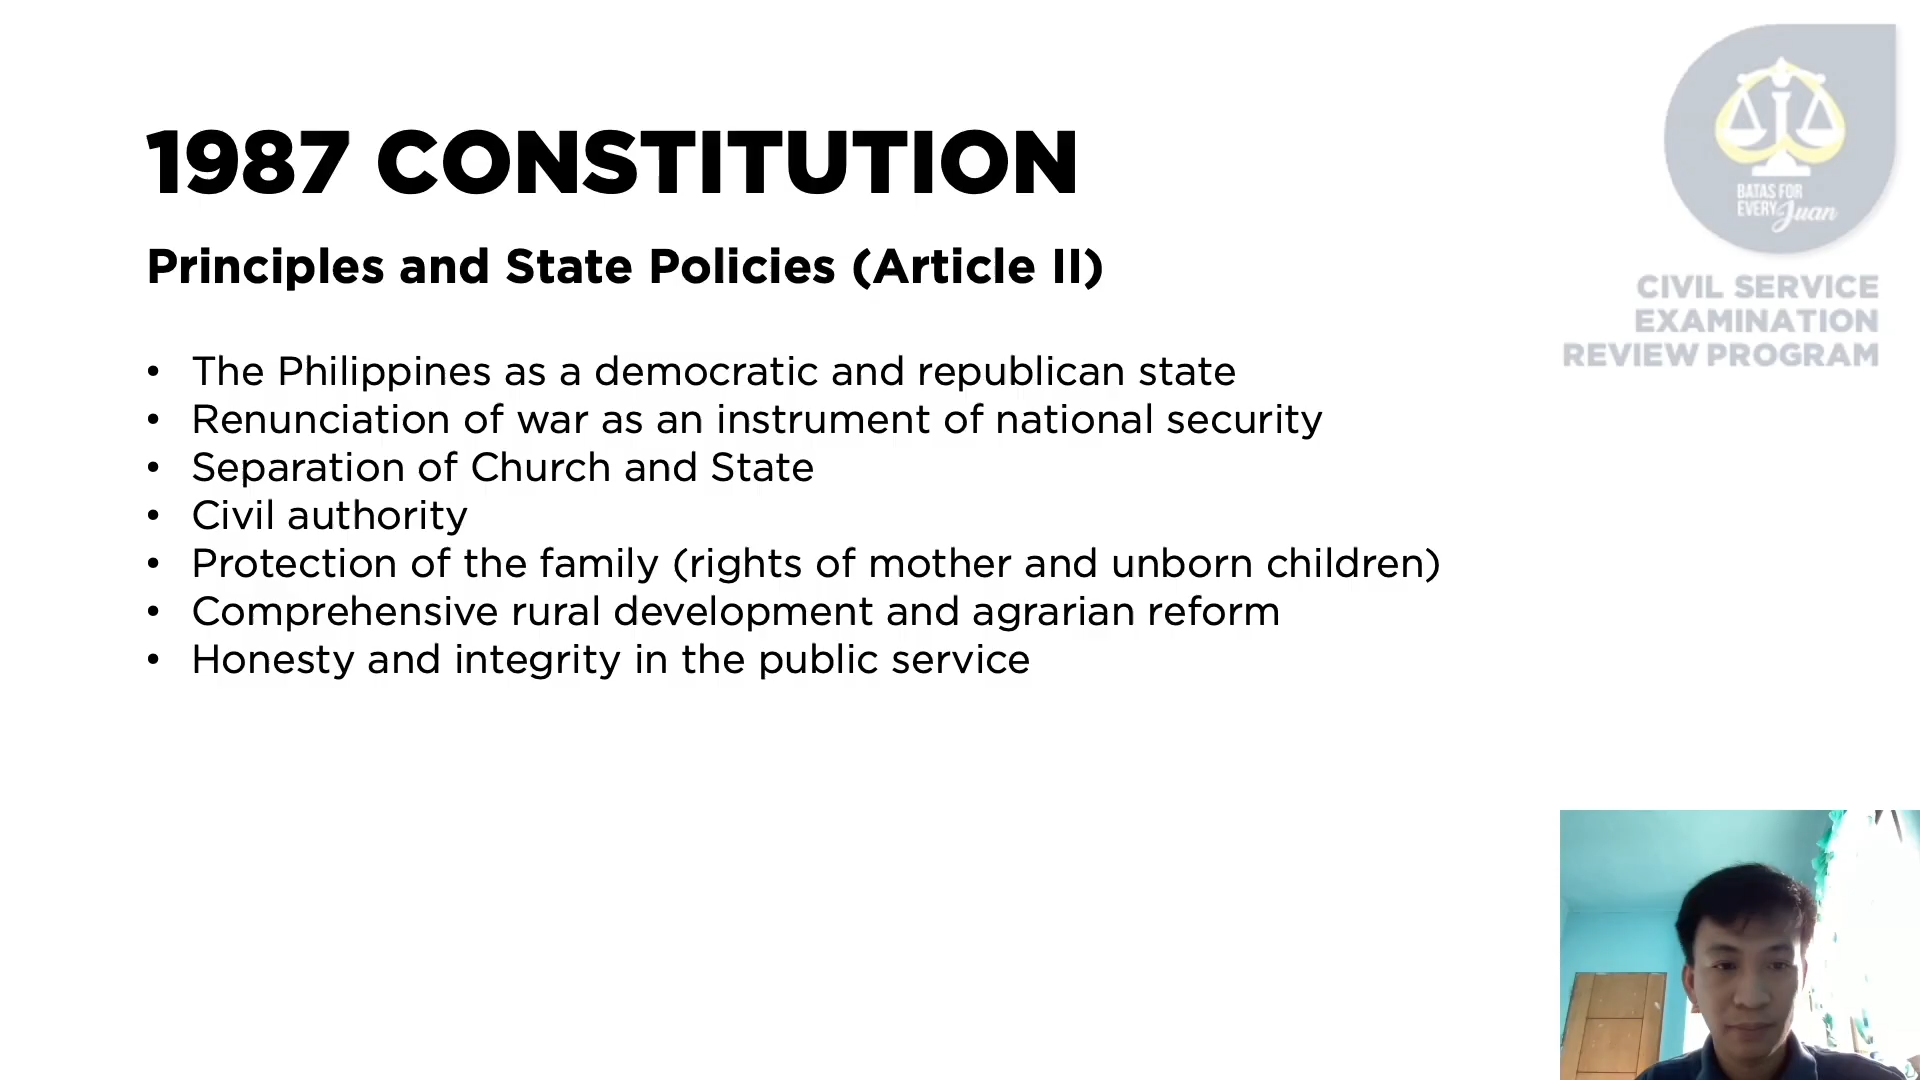 1987 CONSTITUTION
Principles and State Policies (Article II)
• The Philippines as a democratic and republican state
• Renunciation of war as an instrument of national security
• Separation of Church and State
• Civil authority
• Protection of the family (rights of mother and unborn children)
• Comprehensive rural development and agrarian reform
• Honesty and integrity in the public service
BATAS FOR
EVERY Juan
CIVIL SERVICE
EXAMINATION
REVIEW PROGRAM